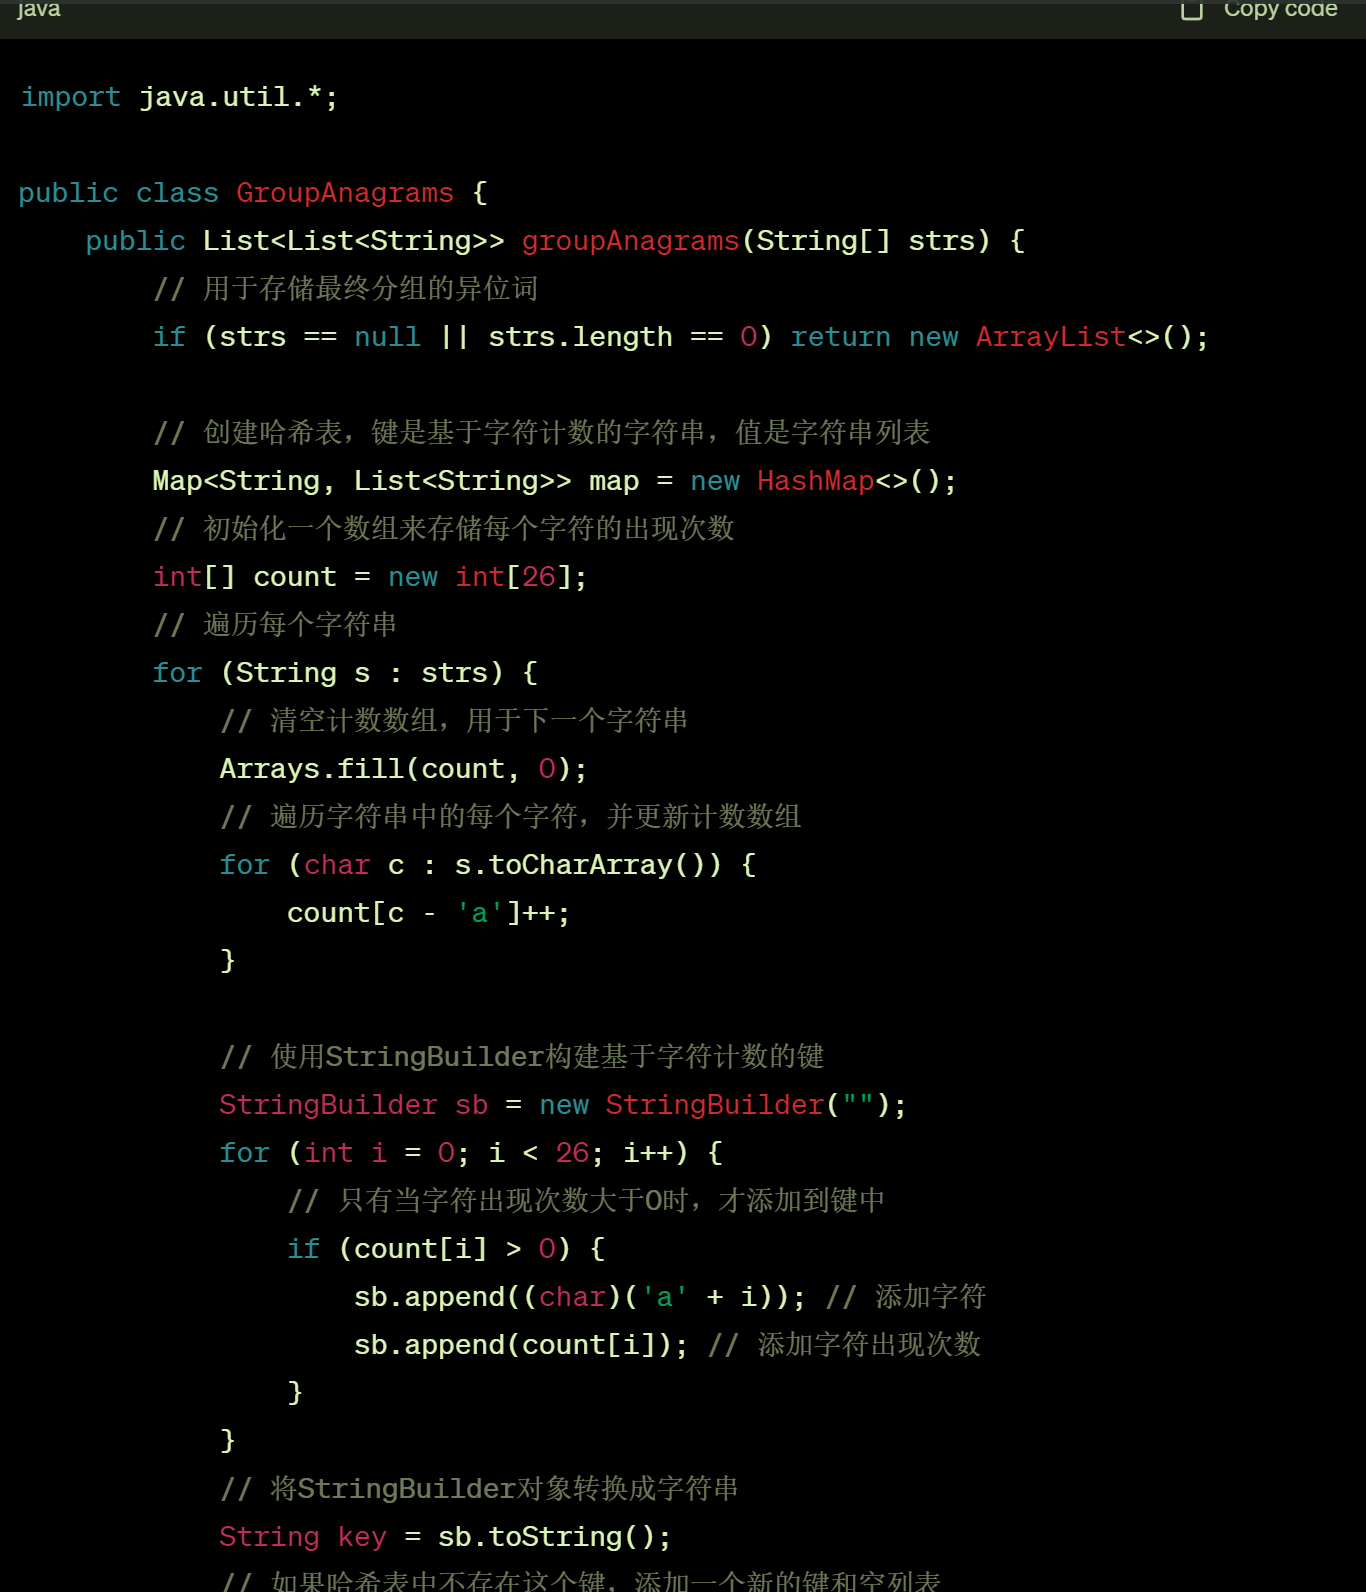 java Copy code
import java.util.*;
public class GroupAnagrams {
public List<List<String>> groupAnagrams(String[] strs) {
// 用于存储最终分组的异位词
if (strs == null || strs.length == 0) return new ArrayList<>();
// 创建哈希表，键是基于字符计数的字符串，值是字符串列表
Map<String, List<String>> map = new HashMap<>();
// 初始化一个数组来存储每个字符的出现次数
int[] count = new int[26];
// 遍历每个字符串
for (String s : strs) {
// 清空计数数组，用于下一个字符串
Arrays.fill(count, 0);
// 遍历字符串中的每个字符，并更新计数数组
for (char c : s.toCharArray()) {
count[c - 'a']++;
}
// 使用StringBuilder构建基于字符计数的键
StringBuilder sb = new StringBuilder("");
for (int i = 0; i < 26; i++) {
// 只有当字符出现次数大于0时，才添加到键中
if (count[i] > 0) {
sb.append((char)('a' + i)); // 添加字符
sb.append(count[i]); // 添加字符出现次数
}
}
// 将StringBuilder对象转换成字符串
String key = sb.toString();
// 如果哈希表中不存在这个键，添加一个新的键和空列表